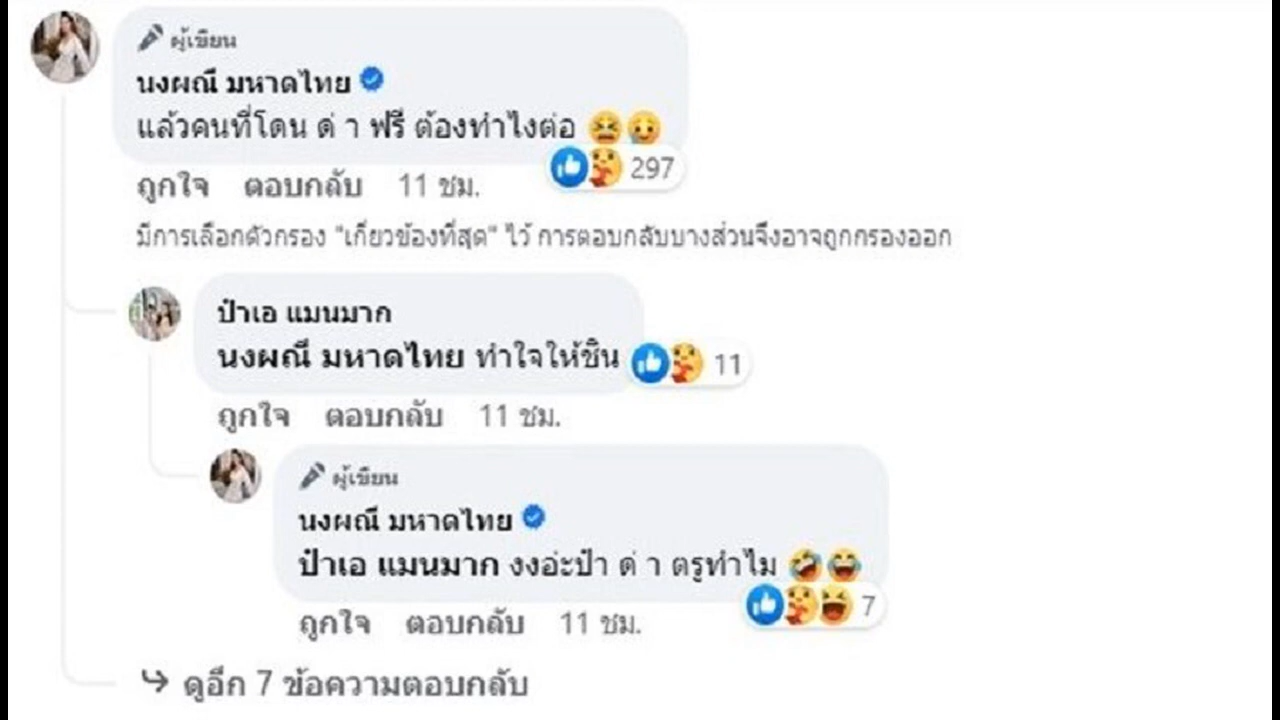 ผู้เขียน
นงผณี มหาดไทย
แล้วคนที่โดน ด่ า ฟรี ต้องทำไงต่อ 😫🥲
297
ถูกใจ ตอบกลับ 11 ชม.
มีการเลือกตัวกรอง "เกี่ยวข้องที่สุด" ไว้ การตอบกลับบางส่วนจึงอาจถูกกรองออก
ป๋าเอ แมนมาก
นงผณี มหาดไทย ทำใจให้ชิน
11
ถูกใจ ตอบกลับ 11 ชม.
ผู้เขียน
นงผณี มหาดไทย
ป๋าเอ แมนมาก งงอ่ะป๋า ด่ า ตรูทำไม 🤣😂
7
ถูกใจ ตอบกลับ 11 ชม.
ดูอีก 7 ข้อความตอบกลับ